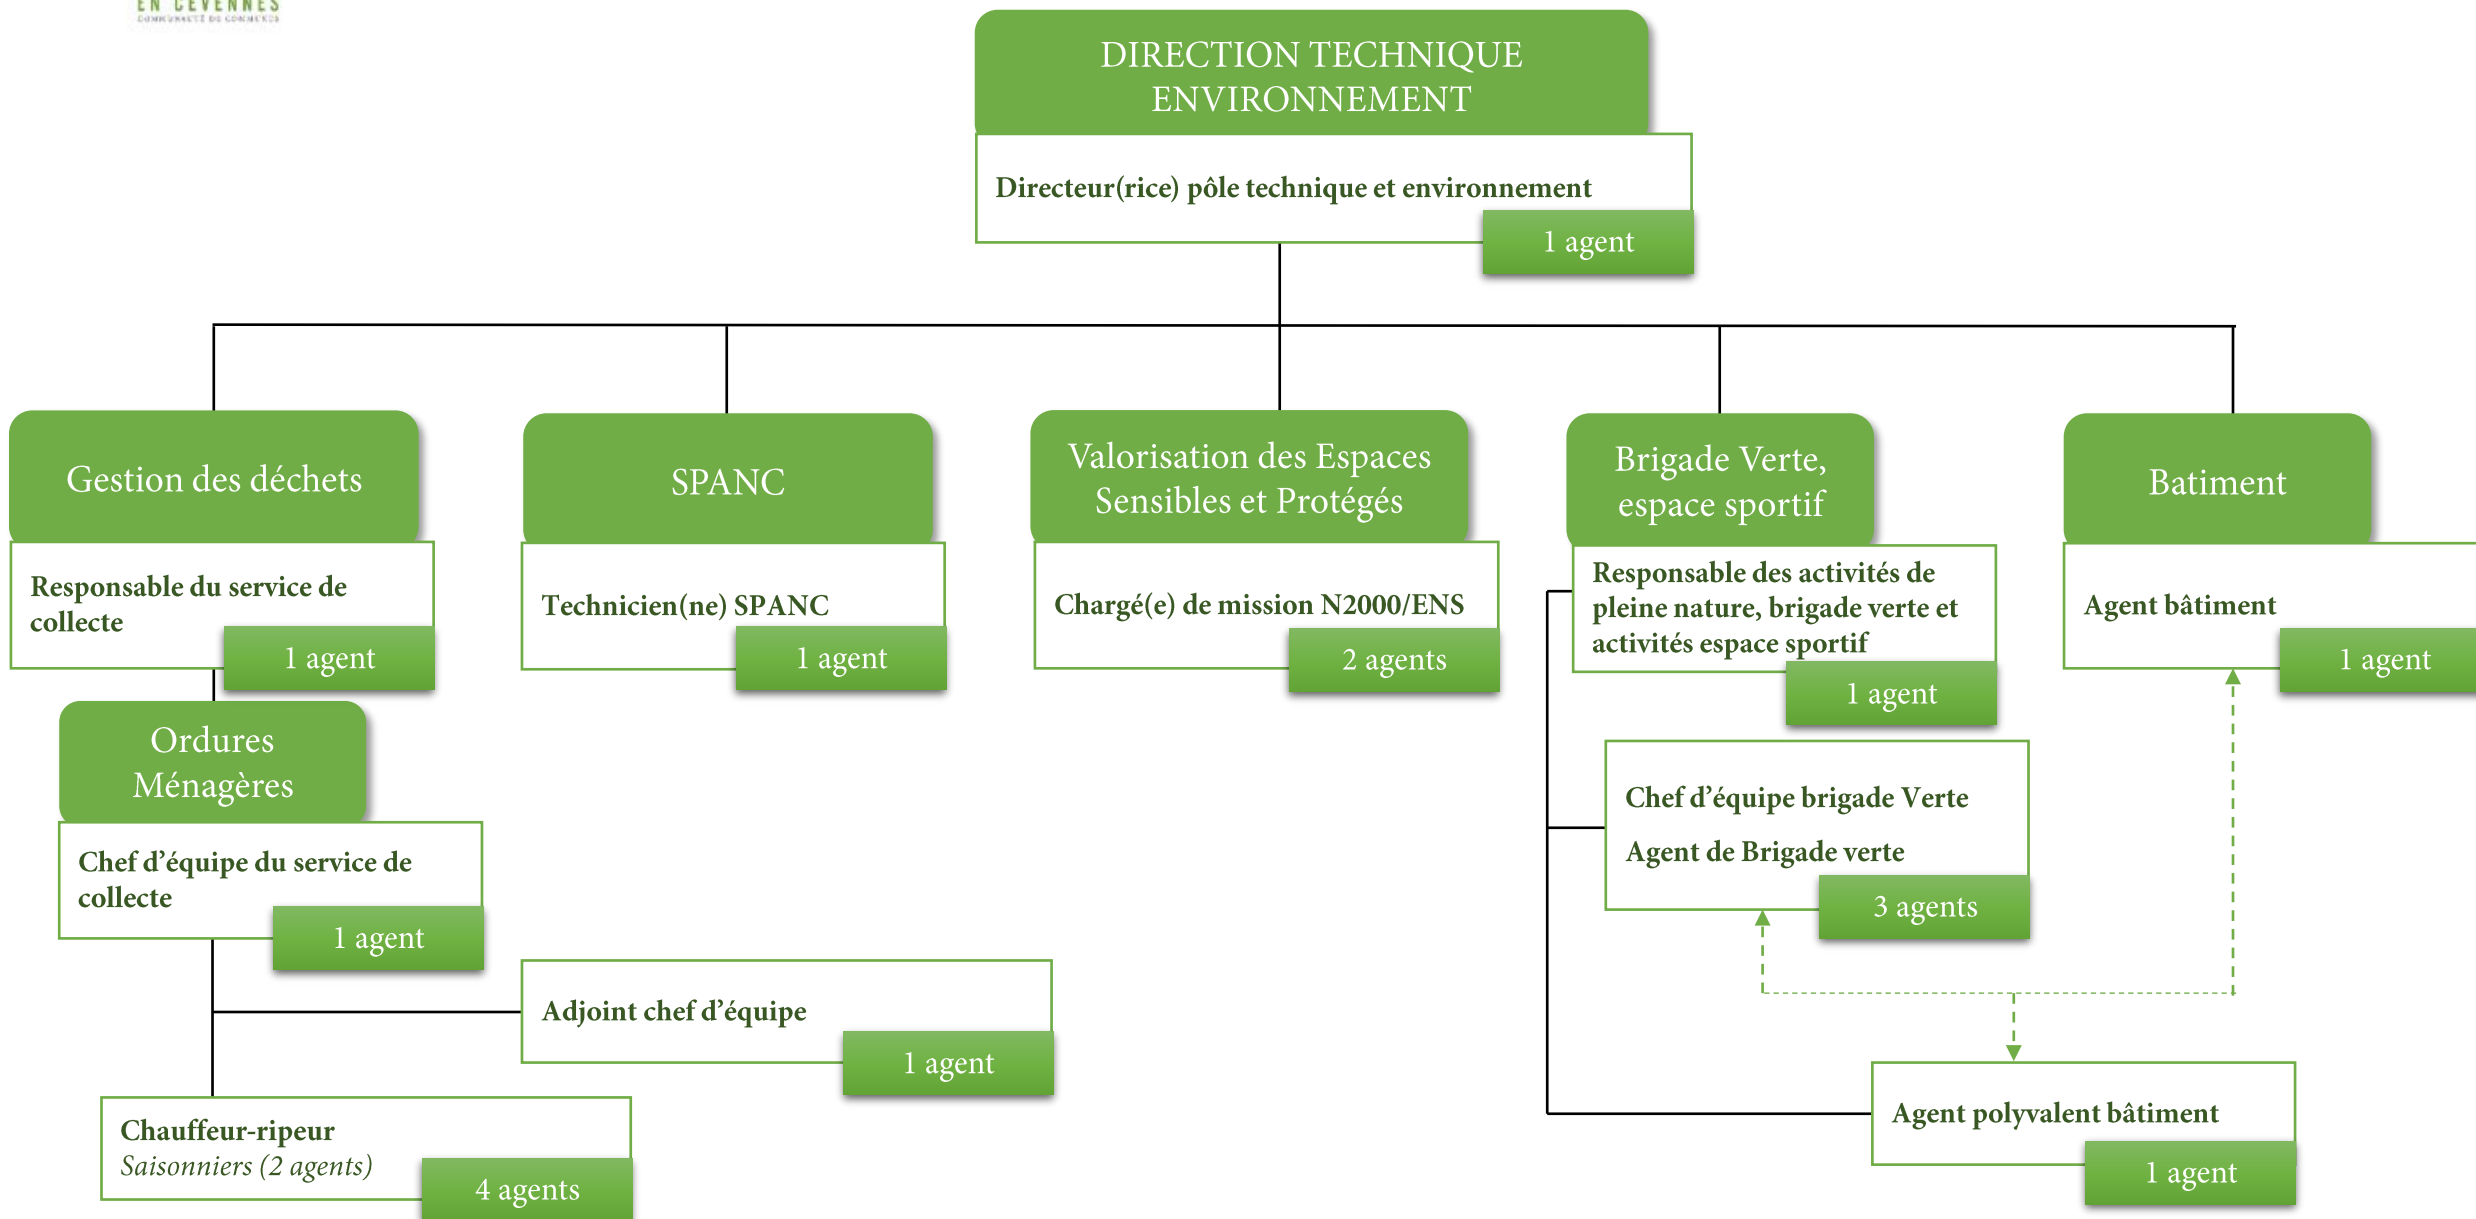 EN CÉVENNES
COMMUNAUTÉ DE COMMUNES
DIRECTION TECHNIQUE
ENVIRONNEMENT
Directeur(rice) pôle technique et environnement
1 agent
Gestion des déchets
Responsable du service de
collecte
1 agent
SPANC
Technicien(ne) SPANC
1 agent
Valorisation des Espaces
Sensibles et Protégés
Chargé(e) de mission N2000/ENS
2 agents
Brigade Verte,
espace sportif
Responsable des activités de
pleine nature, brigade verte et
activités espace sportif
1 agent
Batiment
Agent bâtiment
1 agent
Ordures
Ménagères
Chef d’équipe du service de
collecte
1 agent
Chef d’équipe brigade Verte
Agent de Brigade verte
3 agents
Adjoint chef d’équipe
1 agent
Chauffeur-ripeur
Saisonniers (2 agents)
4 agents
Agent polyvalent bâtiment
1 agent